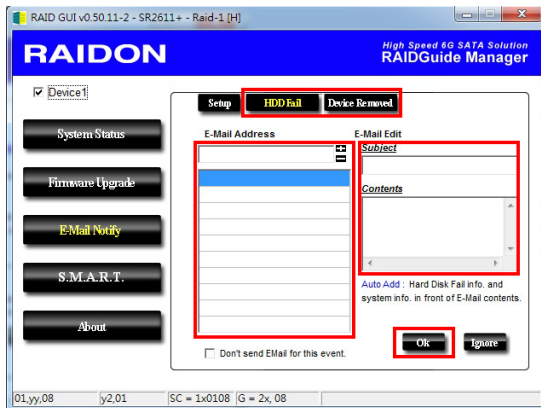 RAID GUI v0.50.11-2 - SR2611+ - Raid-1 [H]
RAIDON
High Speed 6G SATA Solution
RAIDGuide Manager
Device1
System Status
Firmware Upgrade
E-Mail Notify
S.M.A.R.T.
About
Setup
HDD Fail
Device Removed
E-Mail Address
E-Mail Edit
Subject
Contents
Auto Add : Hard Disk Fail info. and
system info. in front of E-Mail contents.
Ok
Ignore
Don't send EMail for this event.
01,yy,08
y2,01
SC = 1x0108
G = 2x, 08